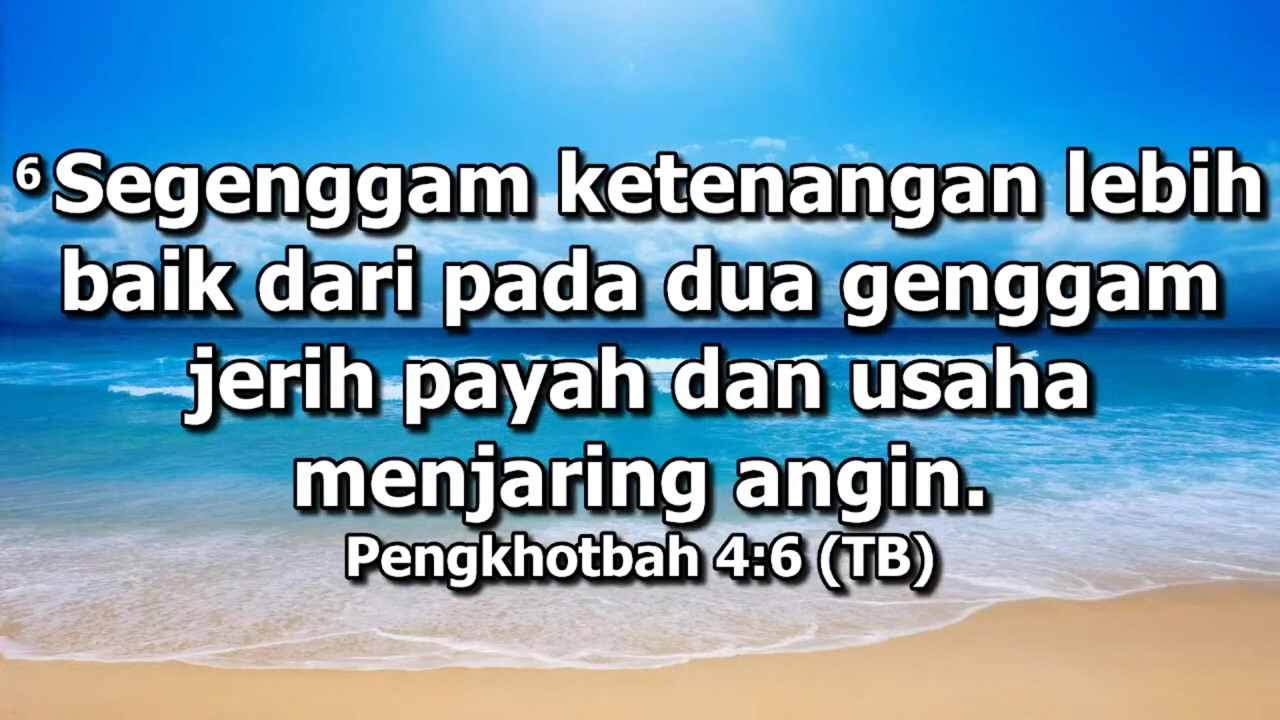 ⁶Segenggam ketenangan lebih
baik dari pada dua genggam
jerih payah dan usaha
menjaring angin.
Pengkhotbah 4:6 (TB)